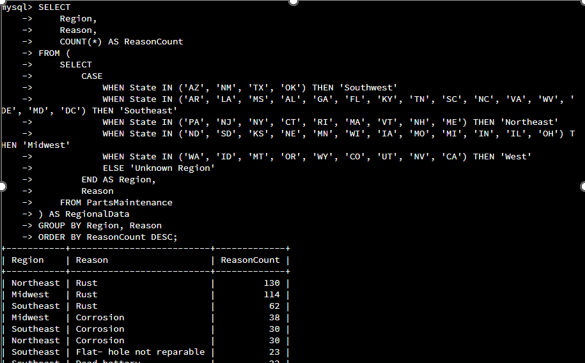 mysql> SELECT
-> Region,
-> Reason,
-> COUNT(*) AS ReasonCount
-> FROM (
-> SELECT
-> CASE
-> WHEN State IN ('AZ', 'NM', 'TX', 'OK') THEN 'Southwest'
-> WHEN State IN ('AR', 'LA', 'MS', 'AL', 'GA', 'FL', 'KY', 'TN', 'SC', 'NC', 'VA', 'WV', '
DE', 'MD', 'DC') THEN 'Southeast'
-> WHEN State IN ('PA', 'NJ', 'NY', 'CT', 'RI', 'MA', 'VT', 'NH', 'ME') THEN 'Northeast'
-> WHEN State IN ('ND', 'SD', 'KS', 'NE', 'MN', 'WI', 'IA', 'MO', 'MI', 'IN', 'IL', 'OH') T
HEN 'Midwest'
-> WHEN State IN ('WA', 'ID', 'MT', 'OR', 'WY', 'CO', 'UT', 'NV', 'CA') THEN 'West'
-> ELSE 'Unknown Region'
-> END AS Region,
-> Reason
-> FROM PartsMaintenance
-> ) AS RegionalData
-> GROUP BY Region, Reason
-> ORDER BY ReasonCount DESC;
| Region | Reason | ReasonCount |
| Northeast | Rust | 130 |
| Midwest | Rust | 114 |
| Southeast | Rust | 62 |
| Midwest | Corrosion | 38 |
| Southeast | Corrosion | 30 |
| Northeast | Corrosion | 30 |
| Southeast | Flat- hole not reparable | 23 |